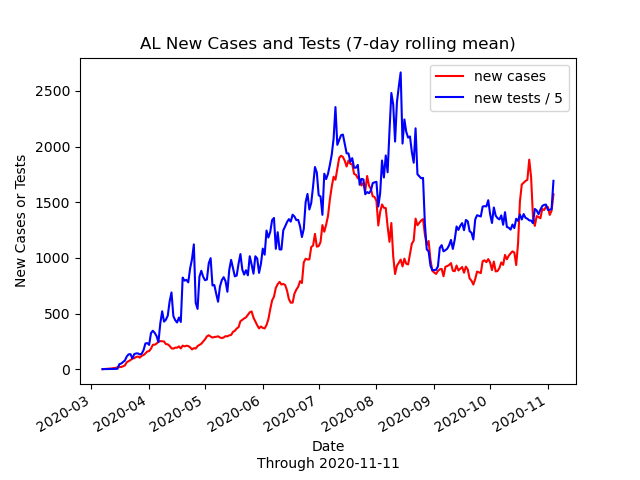 AL New Cases and Tests (7-day rolling mean)
new cases
new tests / 5
New Cases or Tests
2500
2000
1500
1000
500
0
2020-03
2020-04
2020-05
2020-06
2020-07
2020-08
2020-09
2020-10
2020-11
Date
Through 2020-11-11